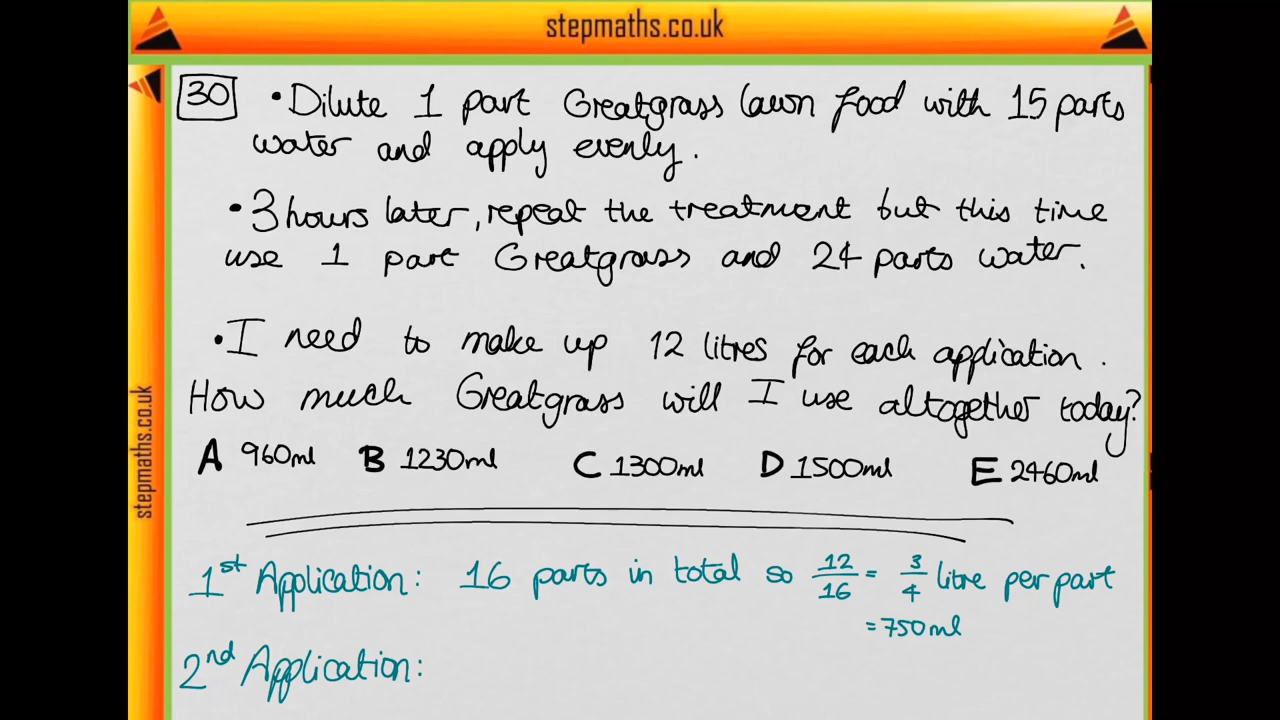 stepmaths.co.uk
30 • Dilute 1 part Greatgrass lawn food with 15 parts
water and apply evenly.
• 3 hours later, repeat the treatment but this time
use 1 part Greatgrass and 24 parts water.
• I need to make up 12 litres for each application.
How much Greatgrass will I use altogether today?
A 960ml B 1230ml C 1300ml D 1500ml E 2460ml
1st Application: 16 parts in total so 12/16 = 3/4 litre per part
= 750ml
2nd Application:
stepmaths.co.uk
stepmaths.co.uk